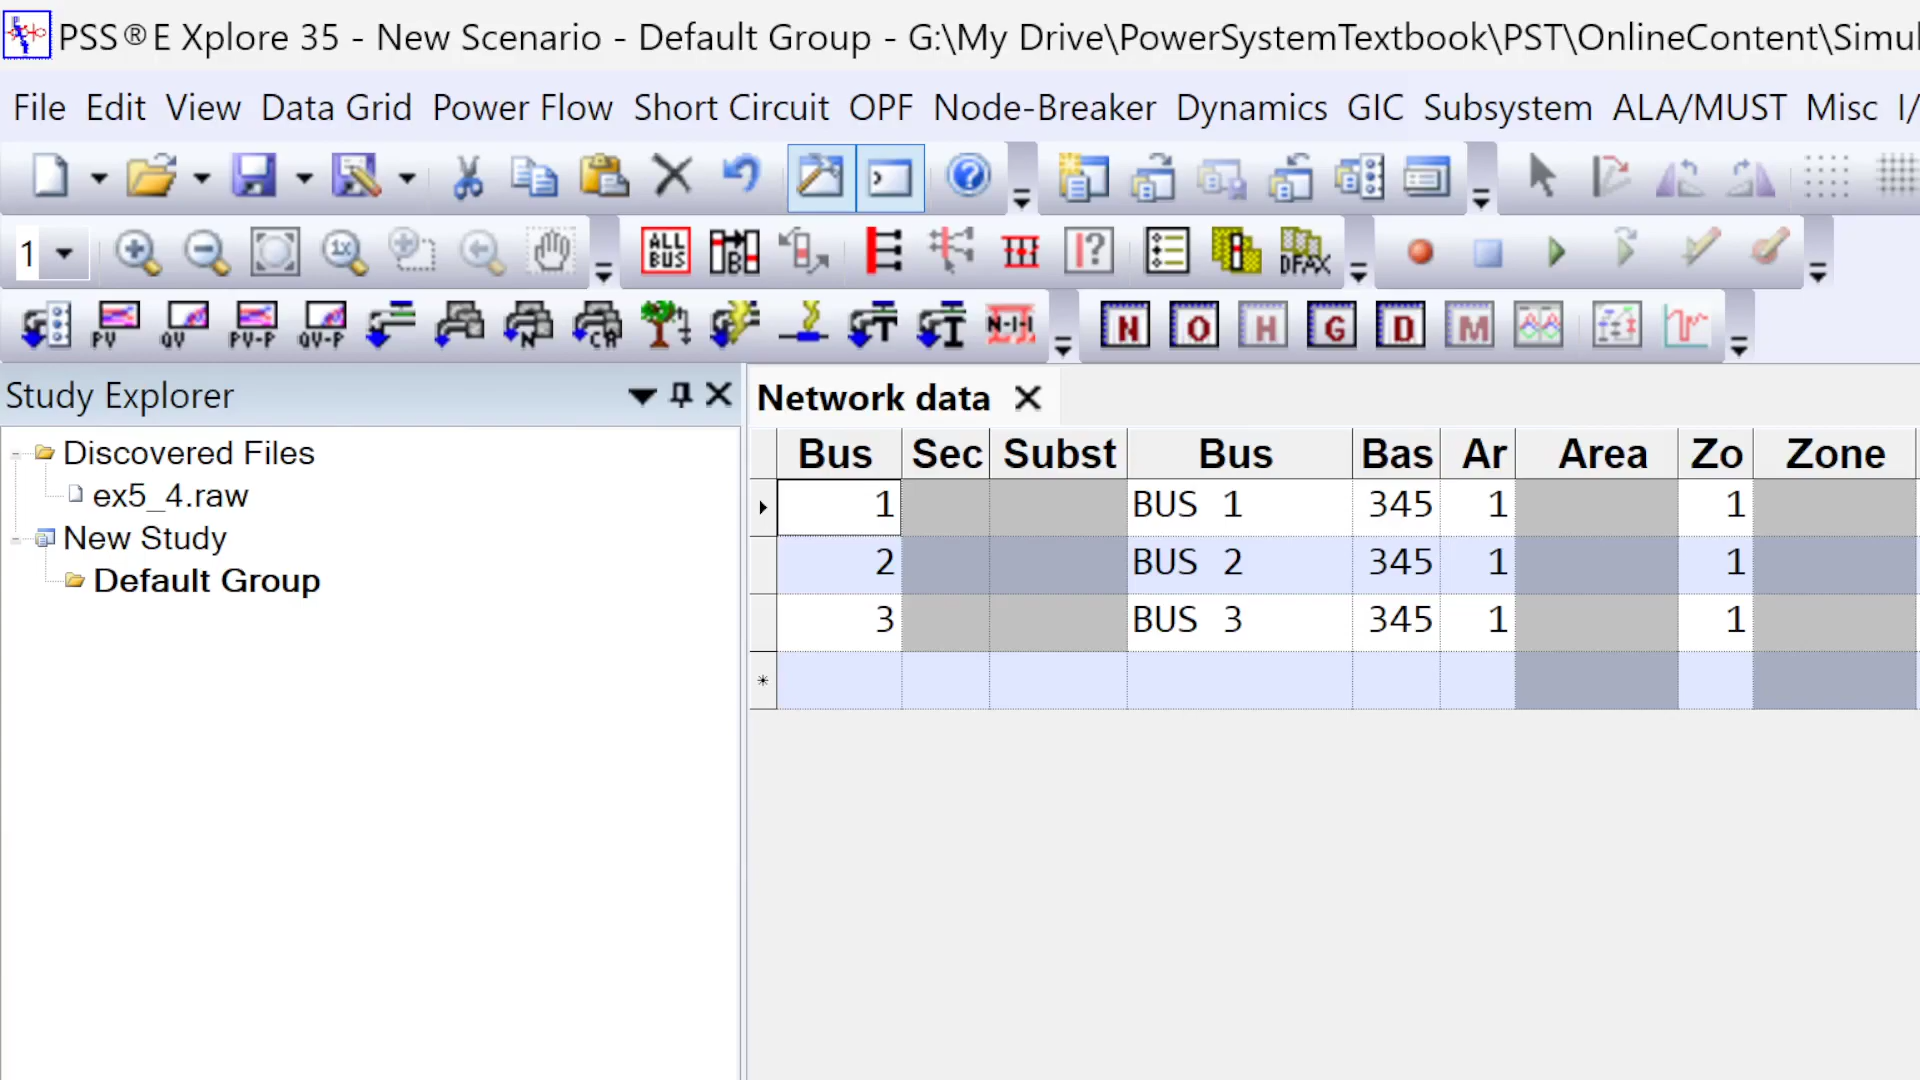 PSS®E Xplore 35 - New Scenario - Default Group - G:\My Drive\PowerSystemTextbook\PST\OnlineContent\Simul
File Edit View Data Grid Power Flow Short Circuit OPF Node-Breaker Dynamics GIC Subsystem ALA/MUST Misc I/
1 1x ALL BUS B ? DFAX
PV QV PV-P QV-P N CR T I N-1-1 N O H G D M
Study Explorer
Network data
Discovered Files
ex5_4.raw
New Study
Default Group
Bus Sec Subst Bus Bas Ar Area Zo Zone
1 BUS 1 345 1 1
2 BUS 2 345 1 1
3 BUS 3 345 1 1